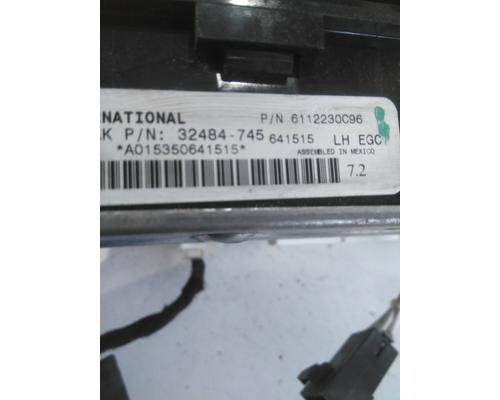 NATIONAL P/N 6112230C96
K P/N: 32484-745 641515 LH EGC
*A015350641515* ASSEMBLED IN MEXICO
7.2